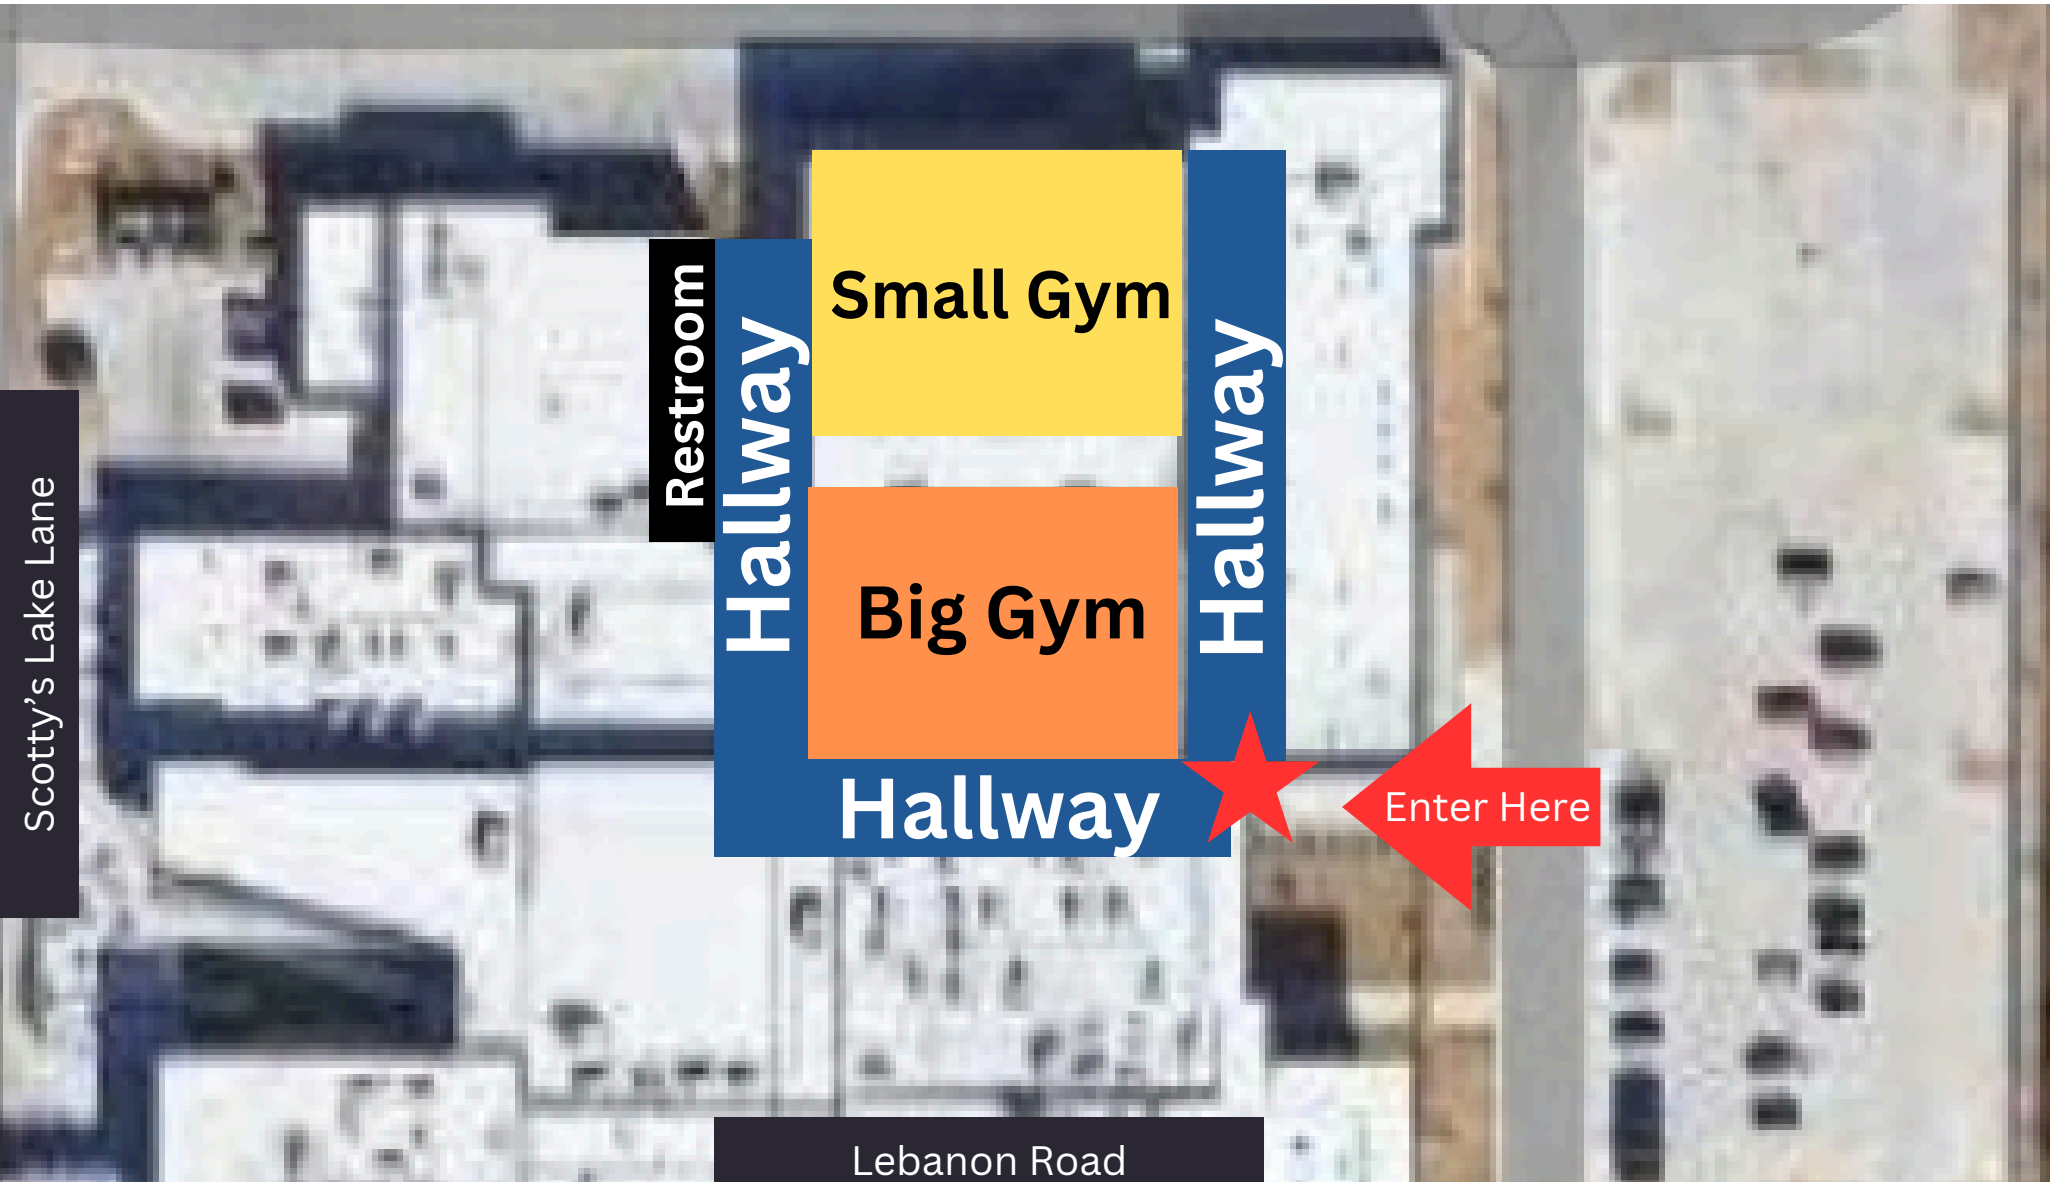 Small Gym
Restroom
Hallway
Hallway
Scotty's Lake Lane
Big Gym
Hallway
Enter Here
Lebanon Road